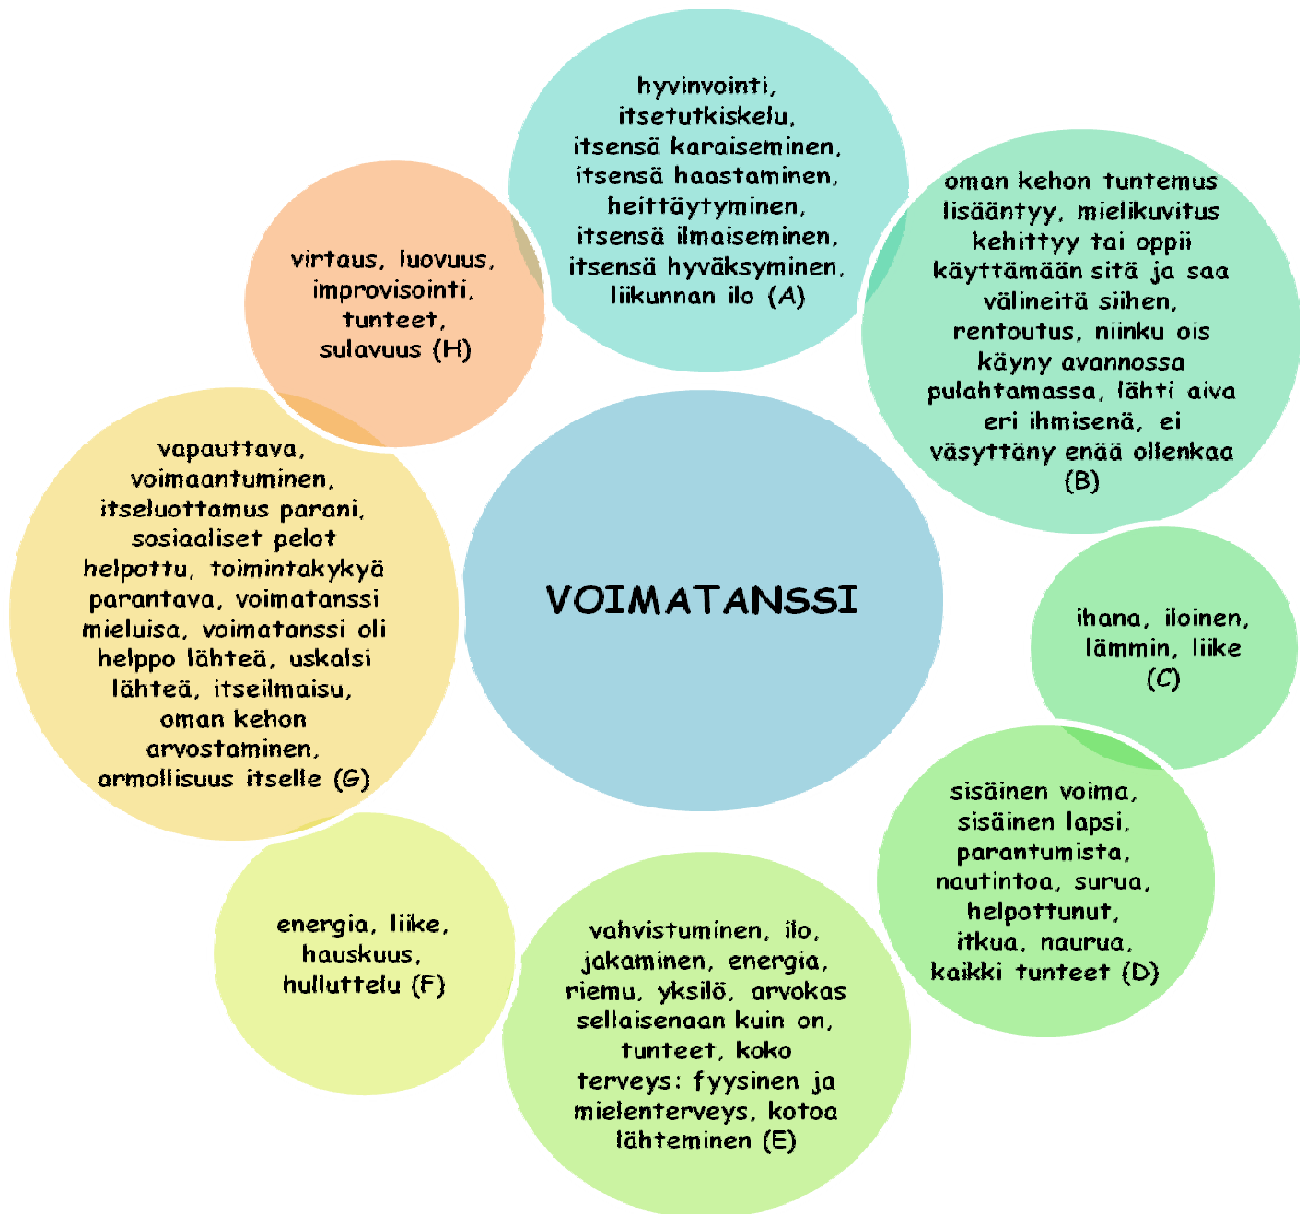 hyvinvointi,
itsetutkiskelu,
itsensä karaiseminen,
itsensä haastaminen,
heittäytyminen,
itsensä ilmaiseminen,
itsensä hyväksyminen,
liikunnan ilo (A)
oman kehon tuntemus
lisääntyy, mielikuvitus
kehittyy tai oppii
käyttämään sitä ja saa
välineitä siihen,
rentoutus, niinku ois
käyny avannossa
pulahtamassa, lähti aiva
eri ihmisenä, ei
väsyttäny enää ollenkaa
(B)
ihana, iloinen,
lämmin, liike
(C)
sisäinen voima,
sisäinen lapsi,
parantumista,
nautintoa, surua,
helpottunut,
itkua, naurua,
kaikki tunteet (D)
vahvistuminen, ilo,
jakaminen, energia,
riemu, yksilö, arvokas
sellaisenaan kuin on,
tunteet, koko
terveys: fyysinen ja
mielenterveys, kotoa
lähteminen (E)
energia, liike,
hauskuus,
hulluttelu (F)
vapauttava,
voimaantuminen,
itseluottamus parani,
sosiaaliset pelot
helpottu, toimintakykyä
parantava, voimatanssi
mieluisa, voimatanssi oli
helppo lähteä, uskalsi
lähteä, itseilmaisu,
oman kehon
arvostaminen,
armollisuus itselle (G)
virtaus, luovuus,
improvisointi,
tunteet,
sulavuus (H)
VOIMATANSSI